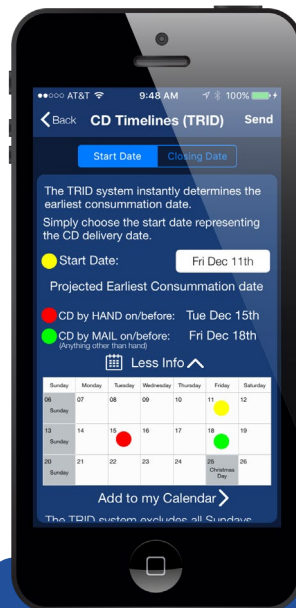 AT&T 9:48 AM 100%
Back CD Timelines (TRID) Send
Start Date Closing Date
The TRID system instantly determines the
earliest consummation date.
Simply choose the start date representing
the CD delivery date.
Start Date: Fri Dec 11th
Projected Earliest Consummation date
CD by HAND on/before: Tue Dec 15th
CD by MAIL on/before: Fri Dec 18th
(Anything other than hand)
Less Info
Sunday Monday Tuesday Wednesday Thursday Friday Saturday
06 07 08 09 10 11 12
Sunday
13 14 15 16 17 18 19
Sunday
20 21 22 23 24 25 26
Sunday Christmas
Day
Add to my Calendar
The TRID system excludes all Sundays